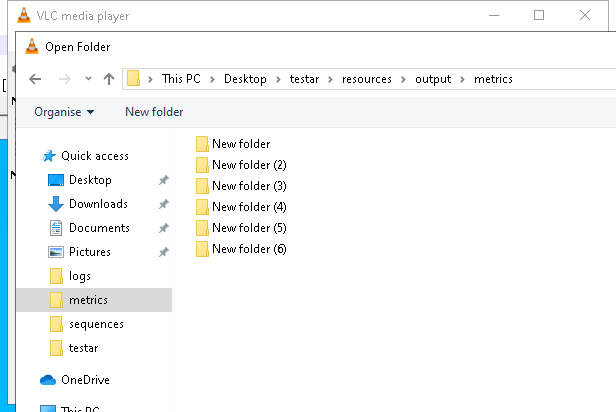 VLC media player
Open Folder
This PC > Desktop > testar > resources > output > metrics
Organise New folder
Quick access
Desktop
Downloads
Documents
Pictures
logs
metrics
sequences
testar
OneDrive
This PC
New folder
New folder (2)
New folder (3)
New folder (4)
New folder (5)
New folder (6)